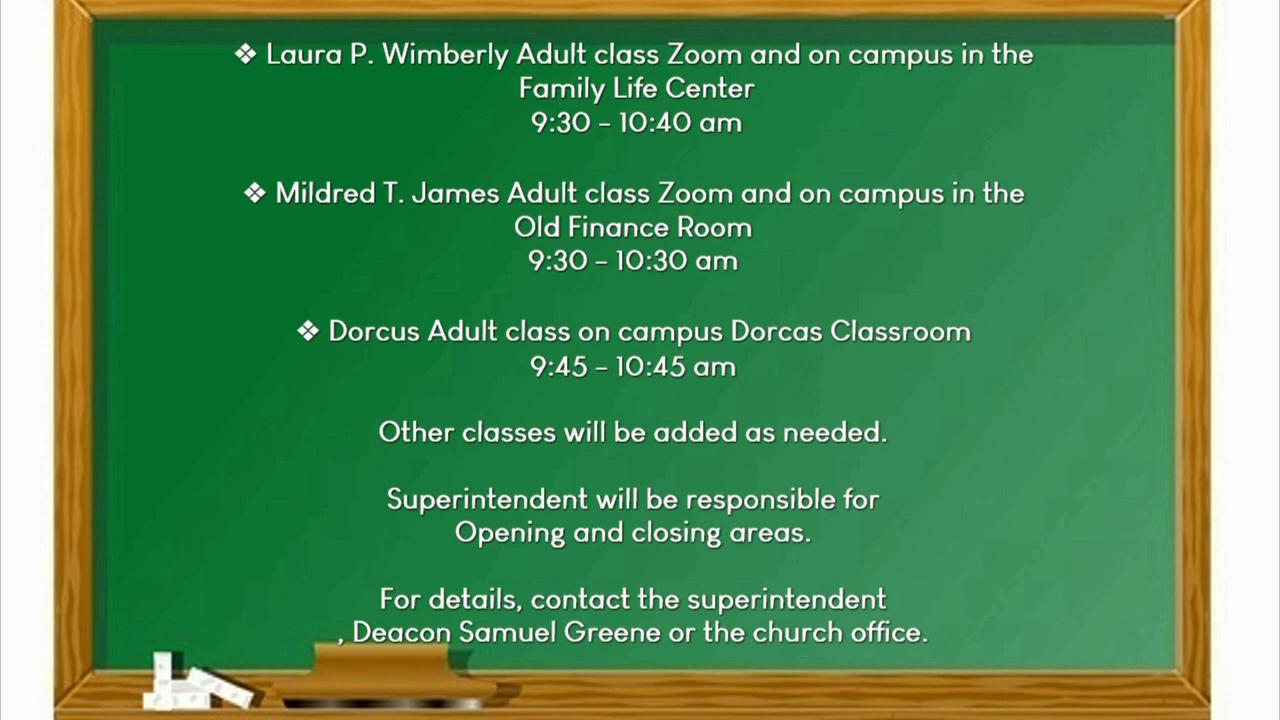 ❖ Laura P. Wimberly Adult class Zoom and on campus in the
Family Life Center
9:30 – 10:40 am
❖ Mildred T. James Adult class Zoom and on campus in the
Old Finance Room
9:30 – 10:30 am
❖ Dorcus Adult class on campus Dorcas Classroom
9:45 – 10:45 am
Other classes will be added as needed.
Superintendent will be responsible for
Opening and closing areas.
For details, contact the superintendent
, Deacon Samuel Greene or the church office.